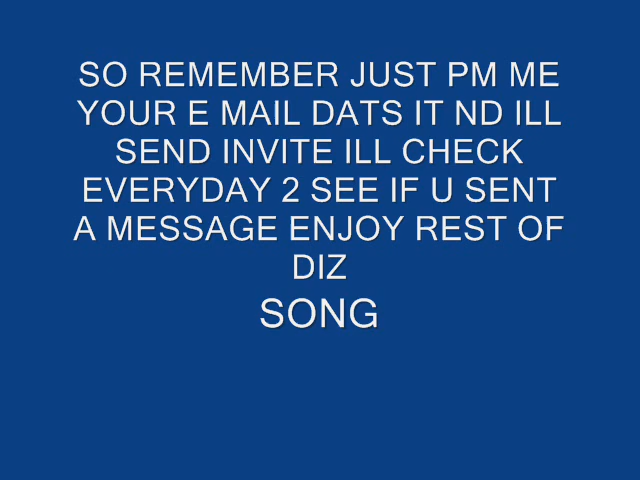 SO REMEMBER JUST PM ME
YOUR E MAIL DATS IT ND ILL
SEND INVITE ILL CHECK
EVERYDAY 2 SEE IF U SENT
A MESSAGE ENJOY REST OF
DIZ
SONG